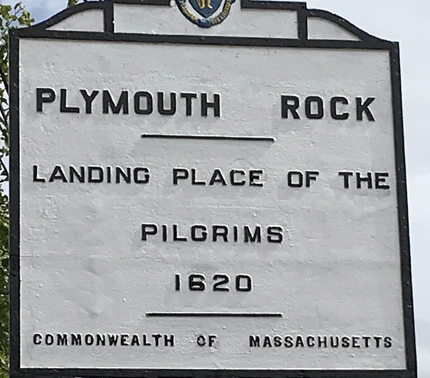 PLYMOUTH ROCK
LANDING PLACE OF THE
PILGRIMS
1620
COMMONWEALTH OF MASSACHUSETTS